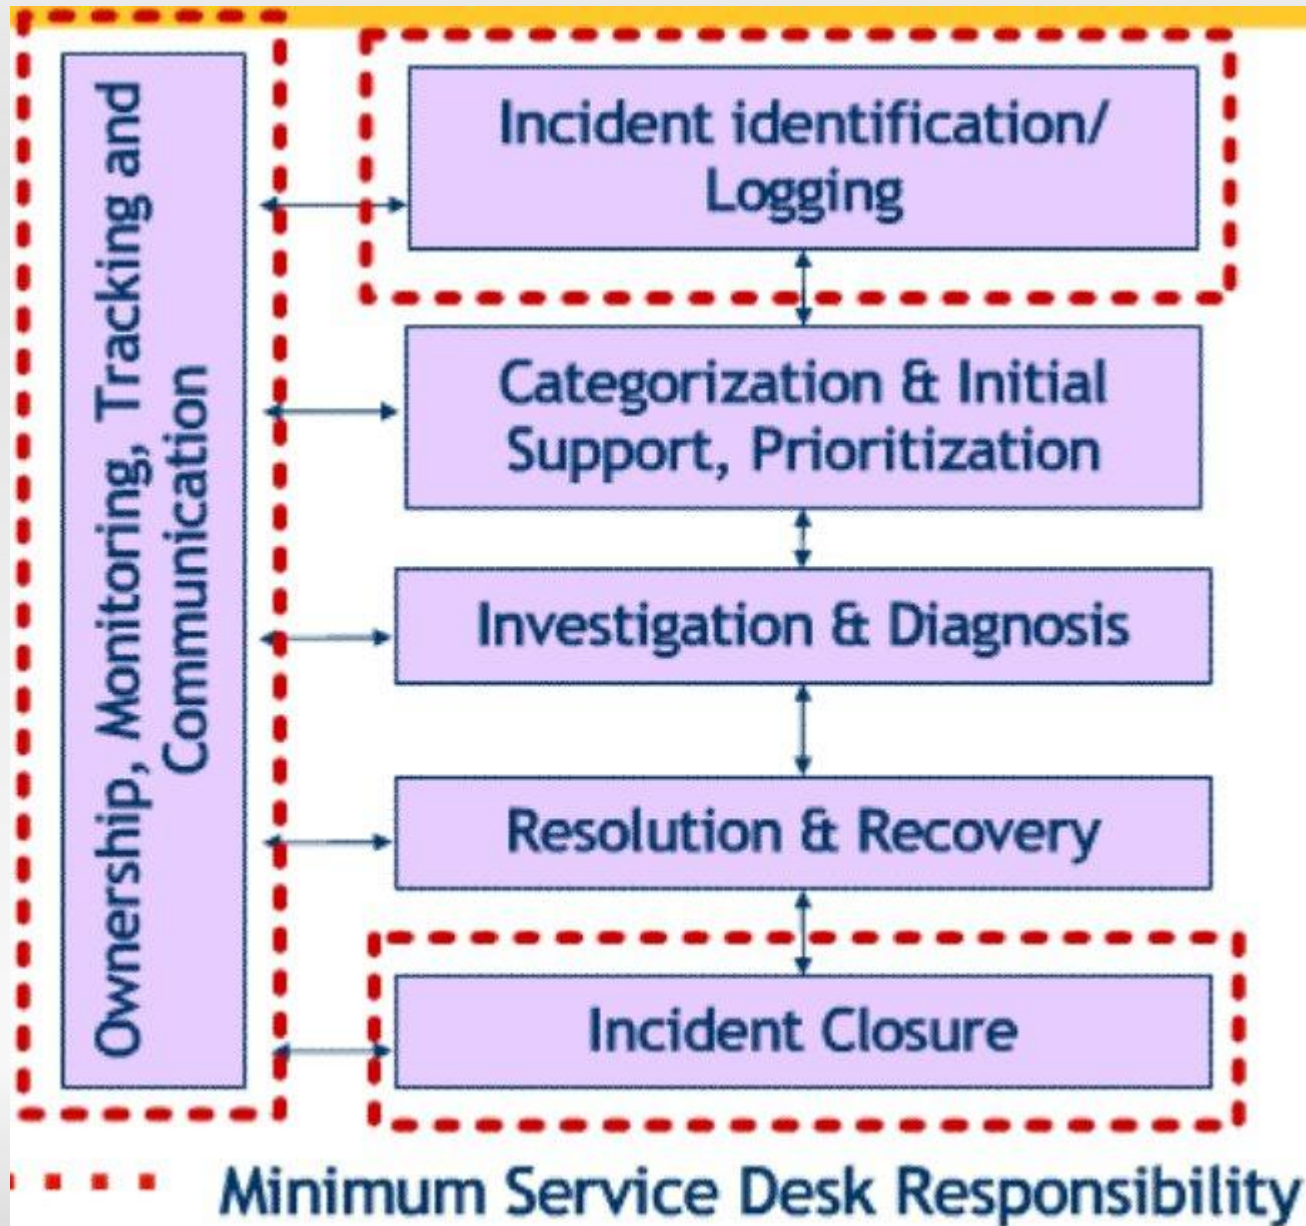 Ownership, Monitoring, Tracking and
Communication
Incident identification/
Logging
Categorization & Initial
Support, Prioritization
Investigation & Diagnosis
Resolution & Recovery
Incident Closure
Minimum Service Desk Responsibility